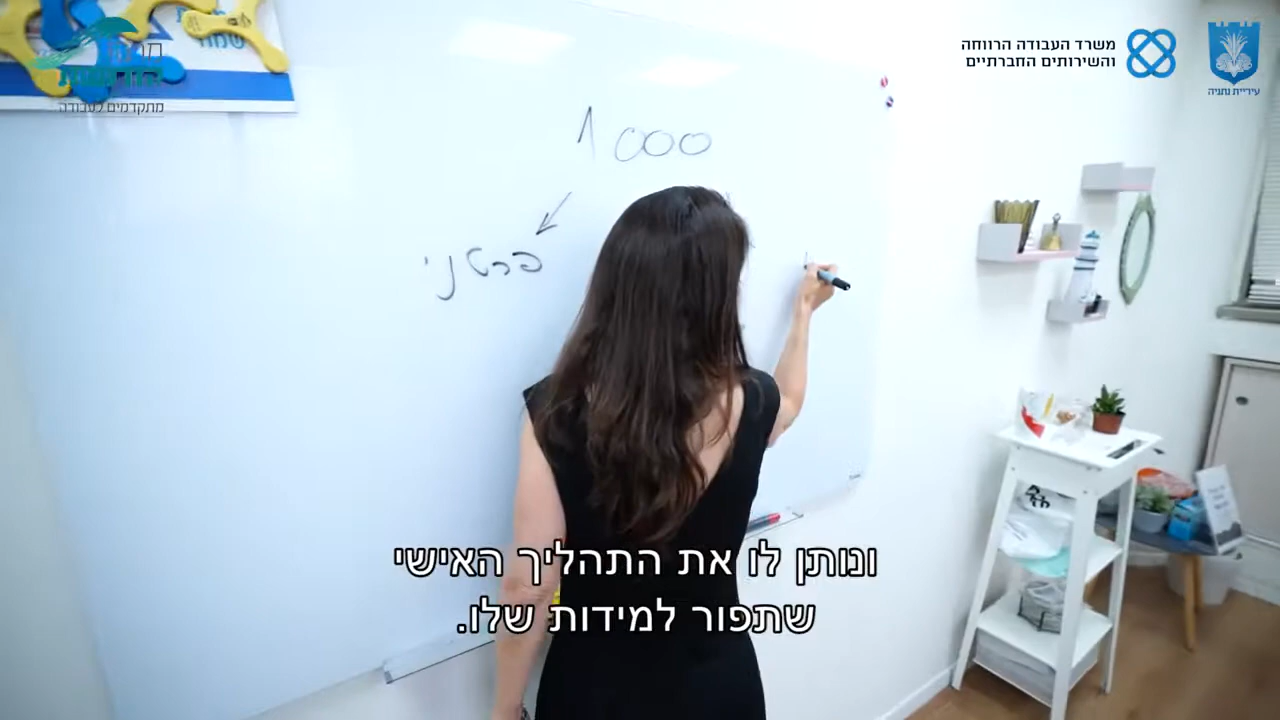 משרד העבודה הרווחה
והשירותים החברתיים
עיריית נתניה
מתקדמים לעבודה
1000
פרטני
ונותן לו את התהליך האישי
שתפור למידות שלו.